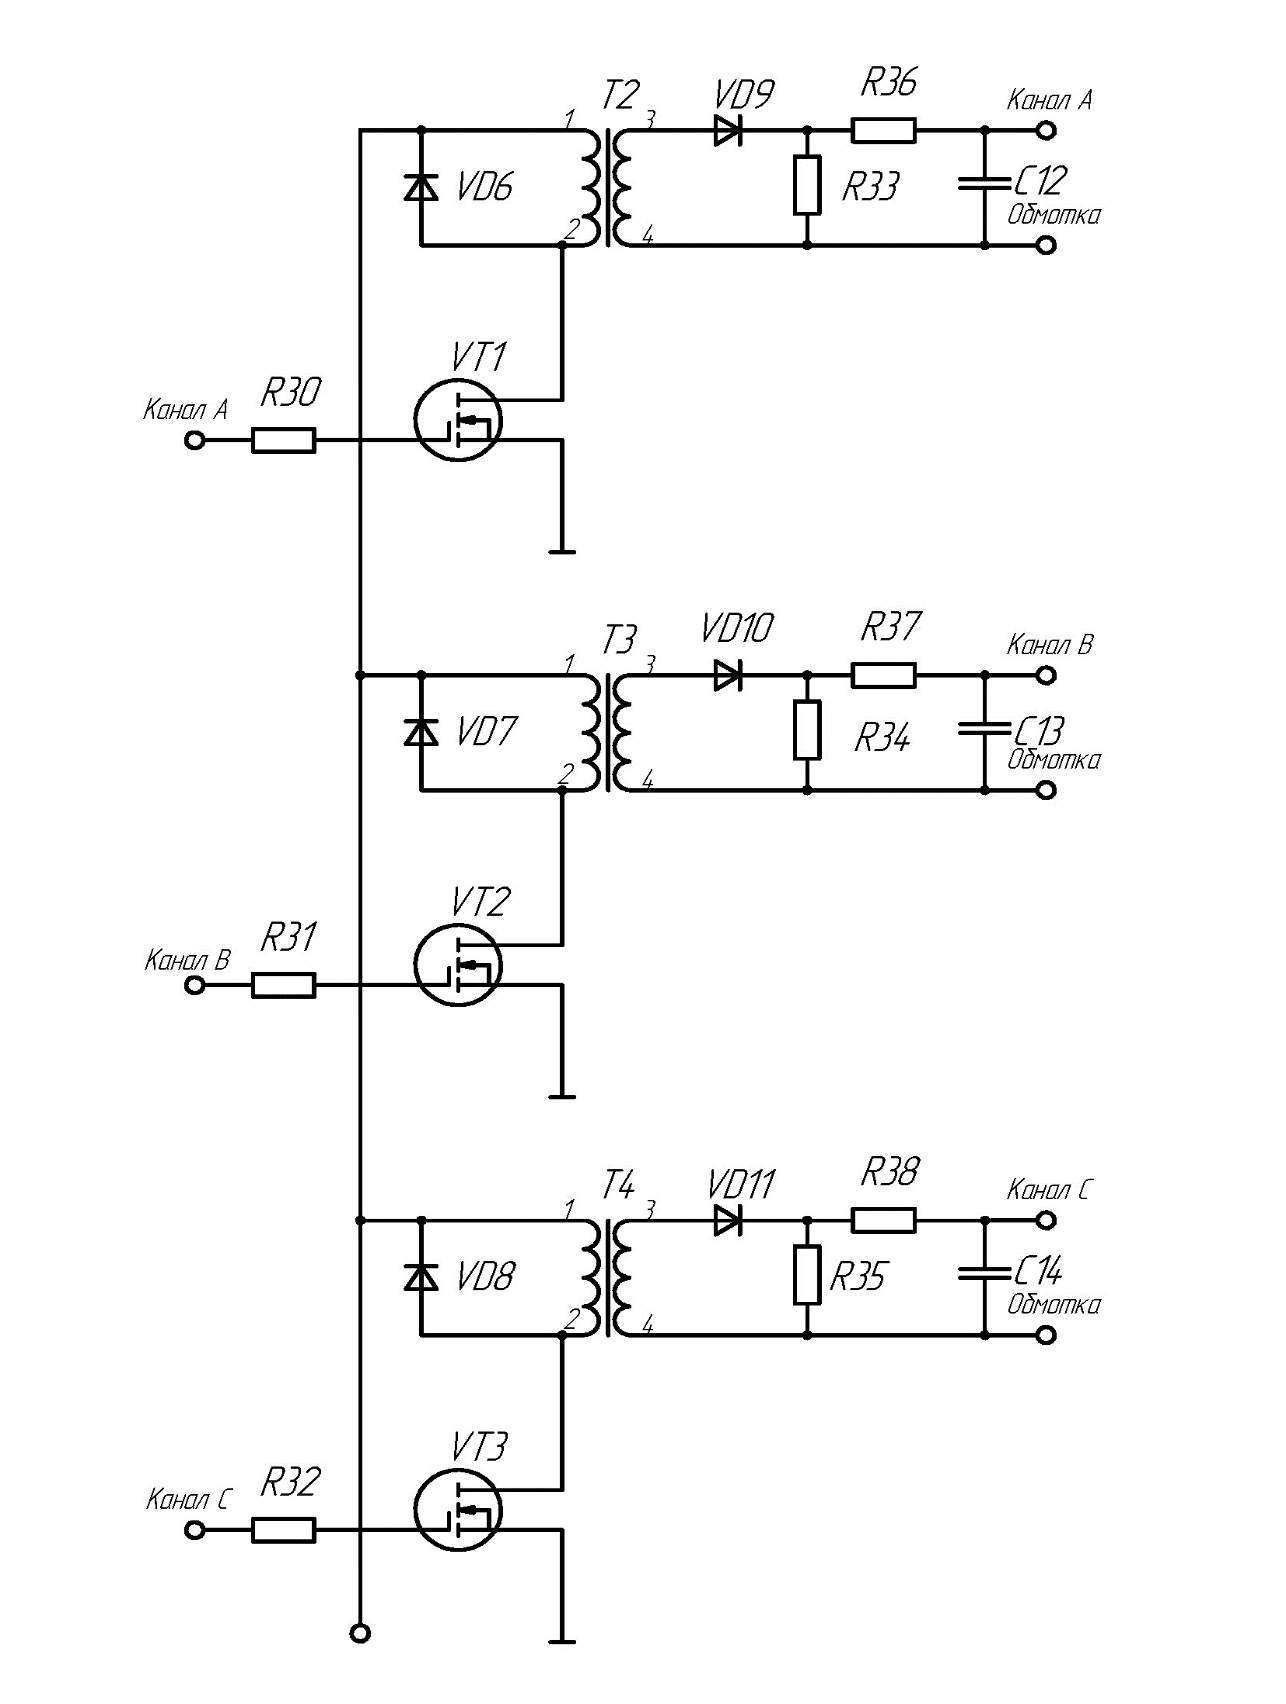 T2
VD9
R36
Канал А
1
3
VD6
R33
C12
Обмотка
2
4
VT1
R30
Канал А
T3
VD10
R37
Канал В
1
3
VD7
R34
C13
Обмотка
2
4
VT2
R31
Канал В
T4
VD11
R38
Канал С
1
3
VD8
R35
C14
Обмотка
2
4
VT3
R32
Канал С